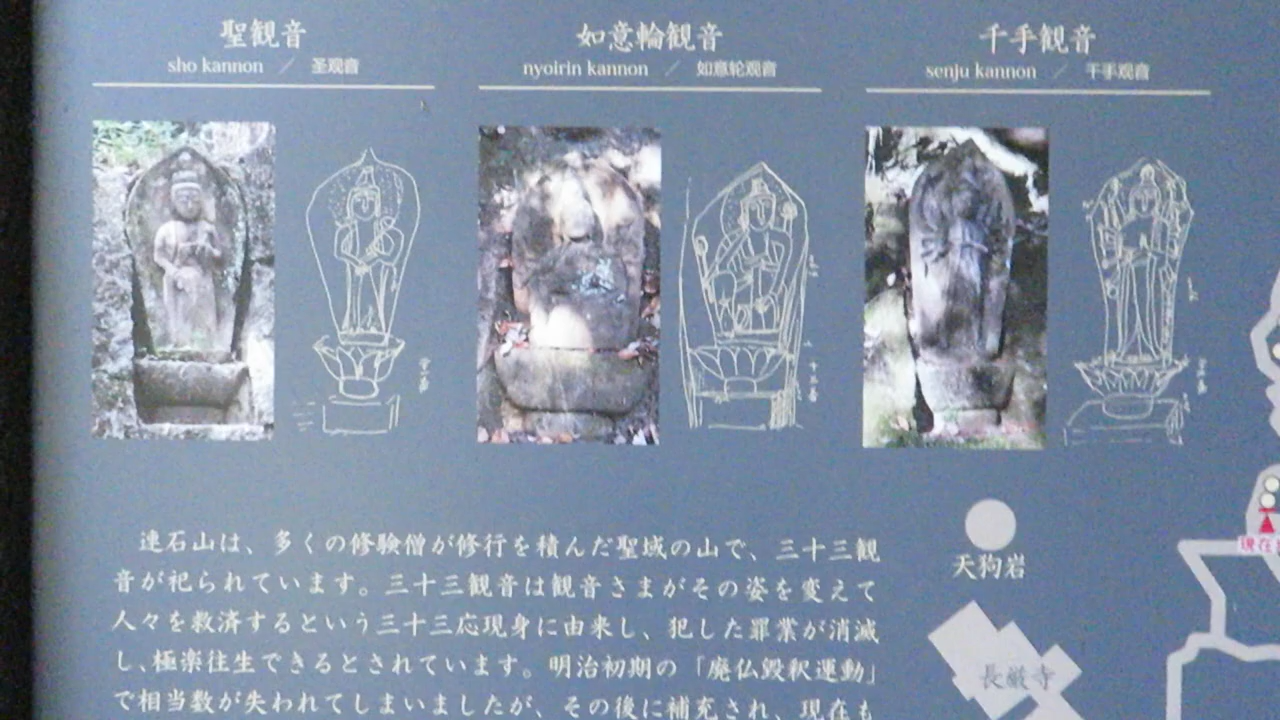 聖観音
sho kannon ／ 圣观音
如意輪観音
nyoirin kannon ／ 如意轮观音
千手観音
senju kannon ／ 千手观音
連石山は、多くの修験僧が修行を積んだ聖域の山で、三十三観
音が祀られています。三十三観音は観音さまがその姿を変えて
人々を救済するという三十三応現身に由来し、犯した罪業が消滅
し、極楽往生できるとされています。明治初期の「廃仏毀釈運動」
で相当数が失われてしまいましたが、その後に補充され、現在も
天狗岩
長巌寺
現在